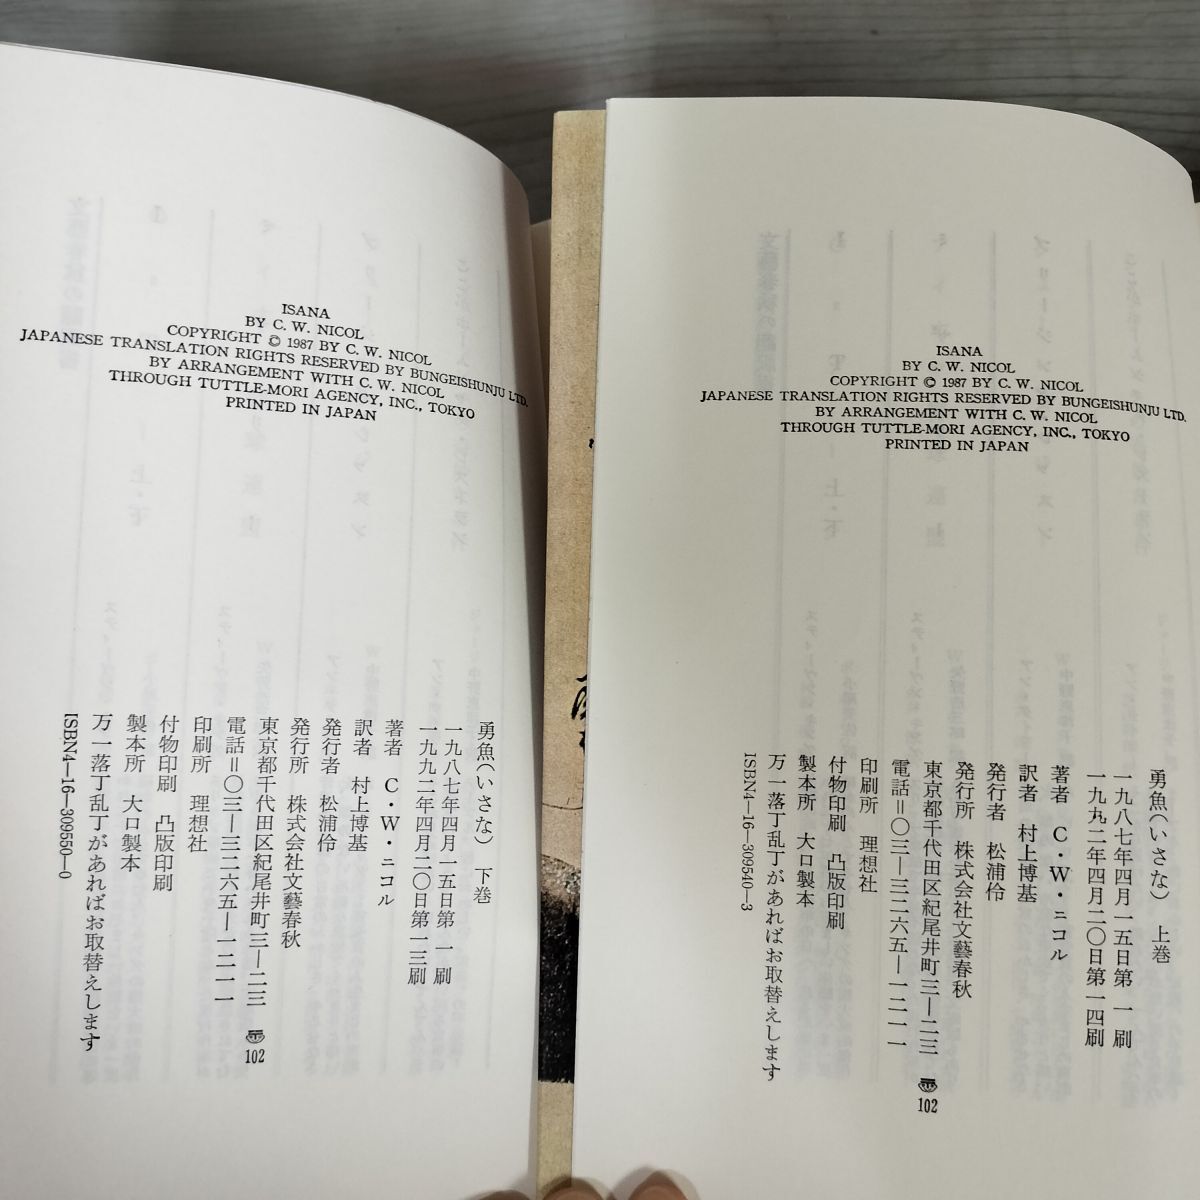 ISANA
BY C. W. NICOL
COPYRIGHT © 1987 BY C. W. NICOL
JAPANESE TRANSLATION RIGHTS RESERVED BY BUNGEISHUNJU LTD.
BY ARRANGEMENT WITH C. W. NICOL
THROUGH TUTTLE-MORI AGENCY, INC., TOKYO
PRINTED IN JAPAN
勇魚(いさな) 下巻
一九八七年四月一五日第一刷
一九九二年四月二〇日第一三刷
著者 C・W・ニコル
訳者 村上博基
発行者 松浦伶
発行所 株式会社文藝春秋
東京都千代田区紀尾井町三―二三 〠102
電話=〇三―三二六五―一二一一
印刷所 理想社
付物印刷 凸版印刷
製本所 大口製本
万一落丁乱丁があればお取替えします
ISBN4―16―309550―0
ISANA
BY C. W. NICOL
COPYRIGHT © 1987 BY C. W. NICOL
JAPANESE TRANSLATION RIGHTS RESERVED BY BUNGEISHUNJU LTD.
BY ARRANGEMENT WITH C. W. NICOL
THROUGH TUTTLE-MORI AGENCY, INC., TOKYO
PRINTED IN JAPAN
勇魚(いさな) 上巻
一九八七年四月一五日第一刷
一九九二年四月二〇日第一四刷
著者 C・W・ニコル
訳者 村上博基
発行者 松浦伶
発行所 株式会社文藝春秋
東京都千代田区紀尾井町三―二三 〠102
電話=〇三―三二六五―一二一一
印刷所 理想社
付物印刷 凸版印刷
製本所 大口製本
万一落丁乱丁があればお取替えします
ISBN4―16―309540―3